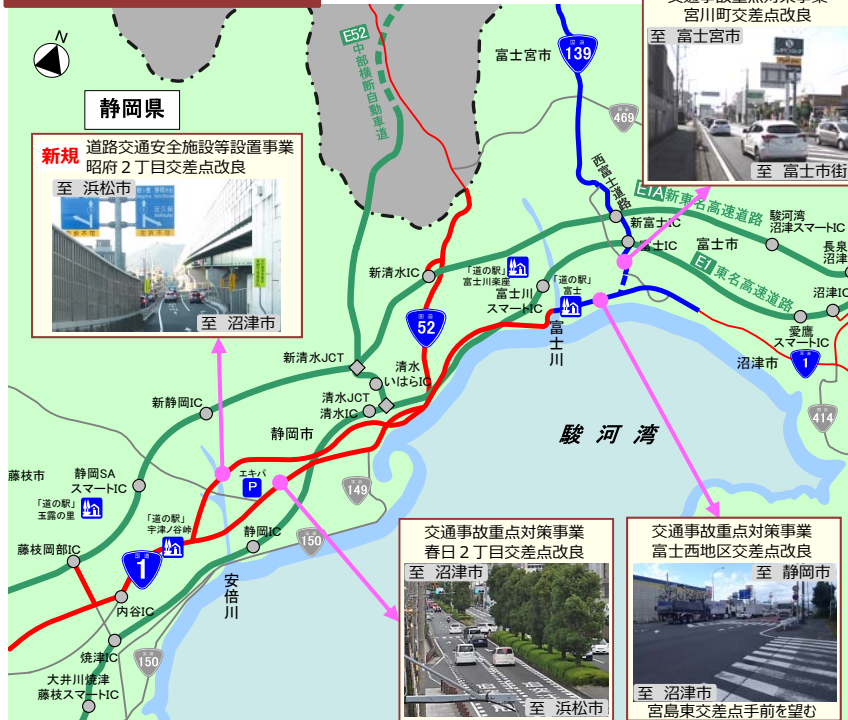 交通事故重点対策事業
宮川町交差点改良
至 富士宮市
至 富士市街
N
静岡県
新規 道路交通安全施設等設置事業
昭府２丁目交差点改良
至 浜松市
左折不可
至 沼津市
E52
中部横断自動車道
富士宮市
国道
139
469
西富士道路
E1A 新東名高速道路
新富士IC
富士IC
富士市
駿河湾
沼津スマートIC
長泉
沼津
E1 東名高速道路
沼津IC
愛鷹
スマートIC
沼津市
国道
1
414
新清水IC
「道の駅」
富士川楽座
富士川
スマートIC
「道の駅」
富士
富士川
国道
52
新清水JCT
清水
いはらIC
清水JCT
清水IC
新静岡IC
静岡市
駿河湾
藤枝市
静岡SA
スマートIC
「道の駅」
玉露の里
エキパ
P
149
「道の駅」
宇津ノ谷峠
静岡IC
150
藤枝岡部IC
国道
1
内谷IC
安倍川
焼津IC
150
大井川焼津
藤枝スマートIC
交通事故重点対策事業
春日２丁目交差点改良
至 沼津市
至 浜松市
交通事故重点対策事業
富士西地区交差点改良
至 静岡市
至 沼津市
宮島東交差点手前を望む